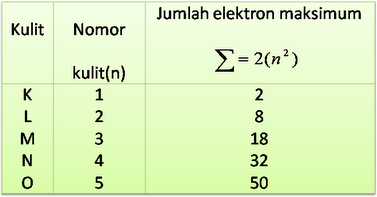 Kulit Nomor kulit(n) Jumlah elektron maksimum
∑ = 2(n²)
K 1 2
L 2 8
M 3 18
N 4 32
O 5 50